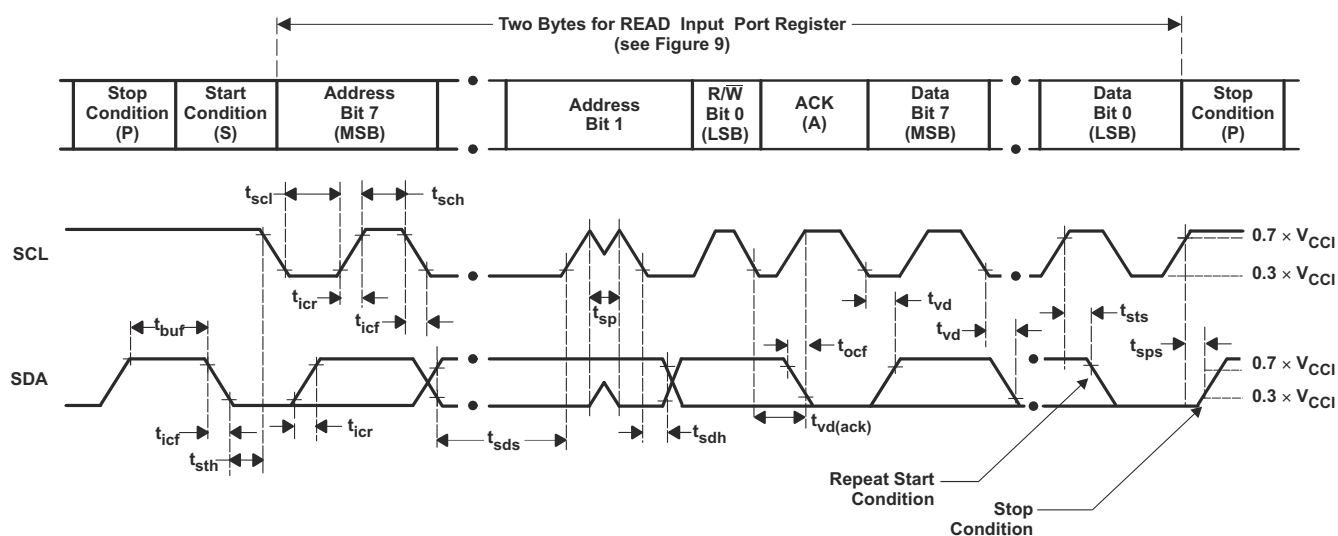 Two Bytes for READ Input Port Register
(see Figure 9)
Stop
Condition
(P)
Start
Condition
(S)
Address
Bit 7
(MSB)
Address
Bit 1
R/W̅
Bit 0
(LSB)
ACK
(A)
Data
Bit 7
(MSB)
Data
Bit 0
(LSB)
Stop
Condition
(P)
tscl
tsch
SCL
0.7 × VCCI
0.3 × VCCI
ticr
ticf
tsp
tvd
tvd
tsts
tbuf
tocf
tsps
SDA
0.7 × VCCI
0.3 × VCCI
ticf
ticr
tsth
tsds
tsdh
tvd(ack)
Repeat Start
Condition
Stop
Condition